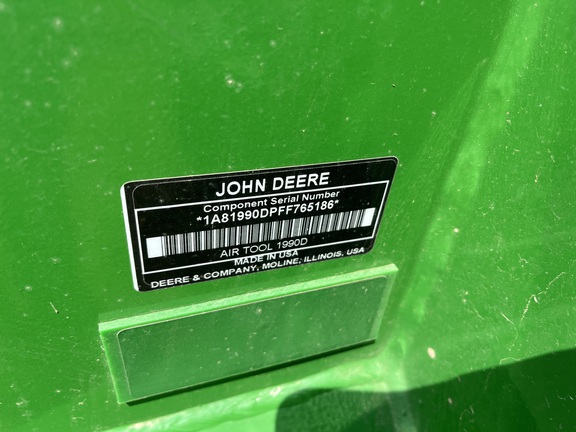 JOHN DEERE
Component Serial Number
*1A81990DPFF765186*
AIR TOOL 1990D
MADE IN USA
DEERE & COMPANY, MOLINE, ILLINOIS, USA